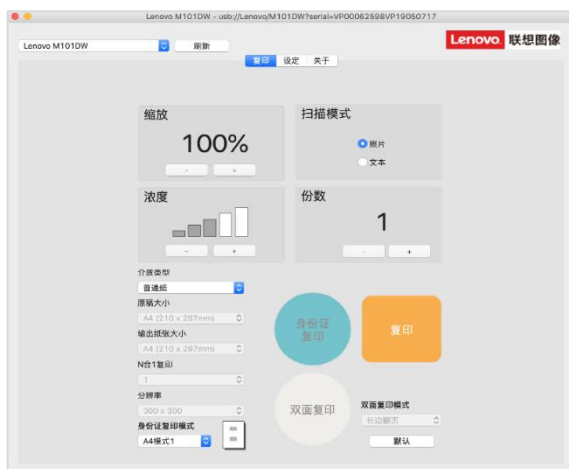 Lenovo M101DW - usb://Lenovo/M101DW?serial=VP00062598VP19050717
Lenovo M101DW
刷新
Lenovo 联想图像
复印 设定 关于
缩放
100%
- +
扫描模式
照片
文本
浓度
- +
份数
1
- +
介质类型
普通纸
原稿大小
A4 (210 x 297mm)
输出纸张大小
A4 (210 x 297mm)
N合1复印
1
分辨率
300 x 300
身份证复印模式
A4模式1
身份证
复印
复印
双面复印
双面复印模式
长边翻页
默认